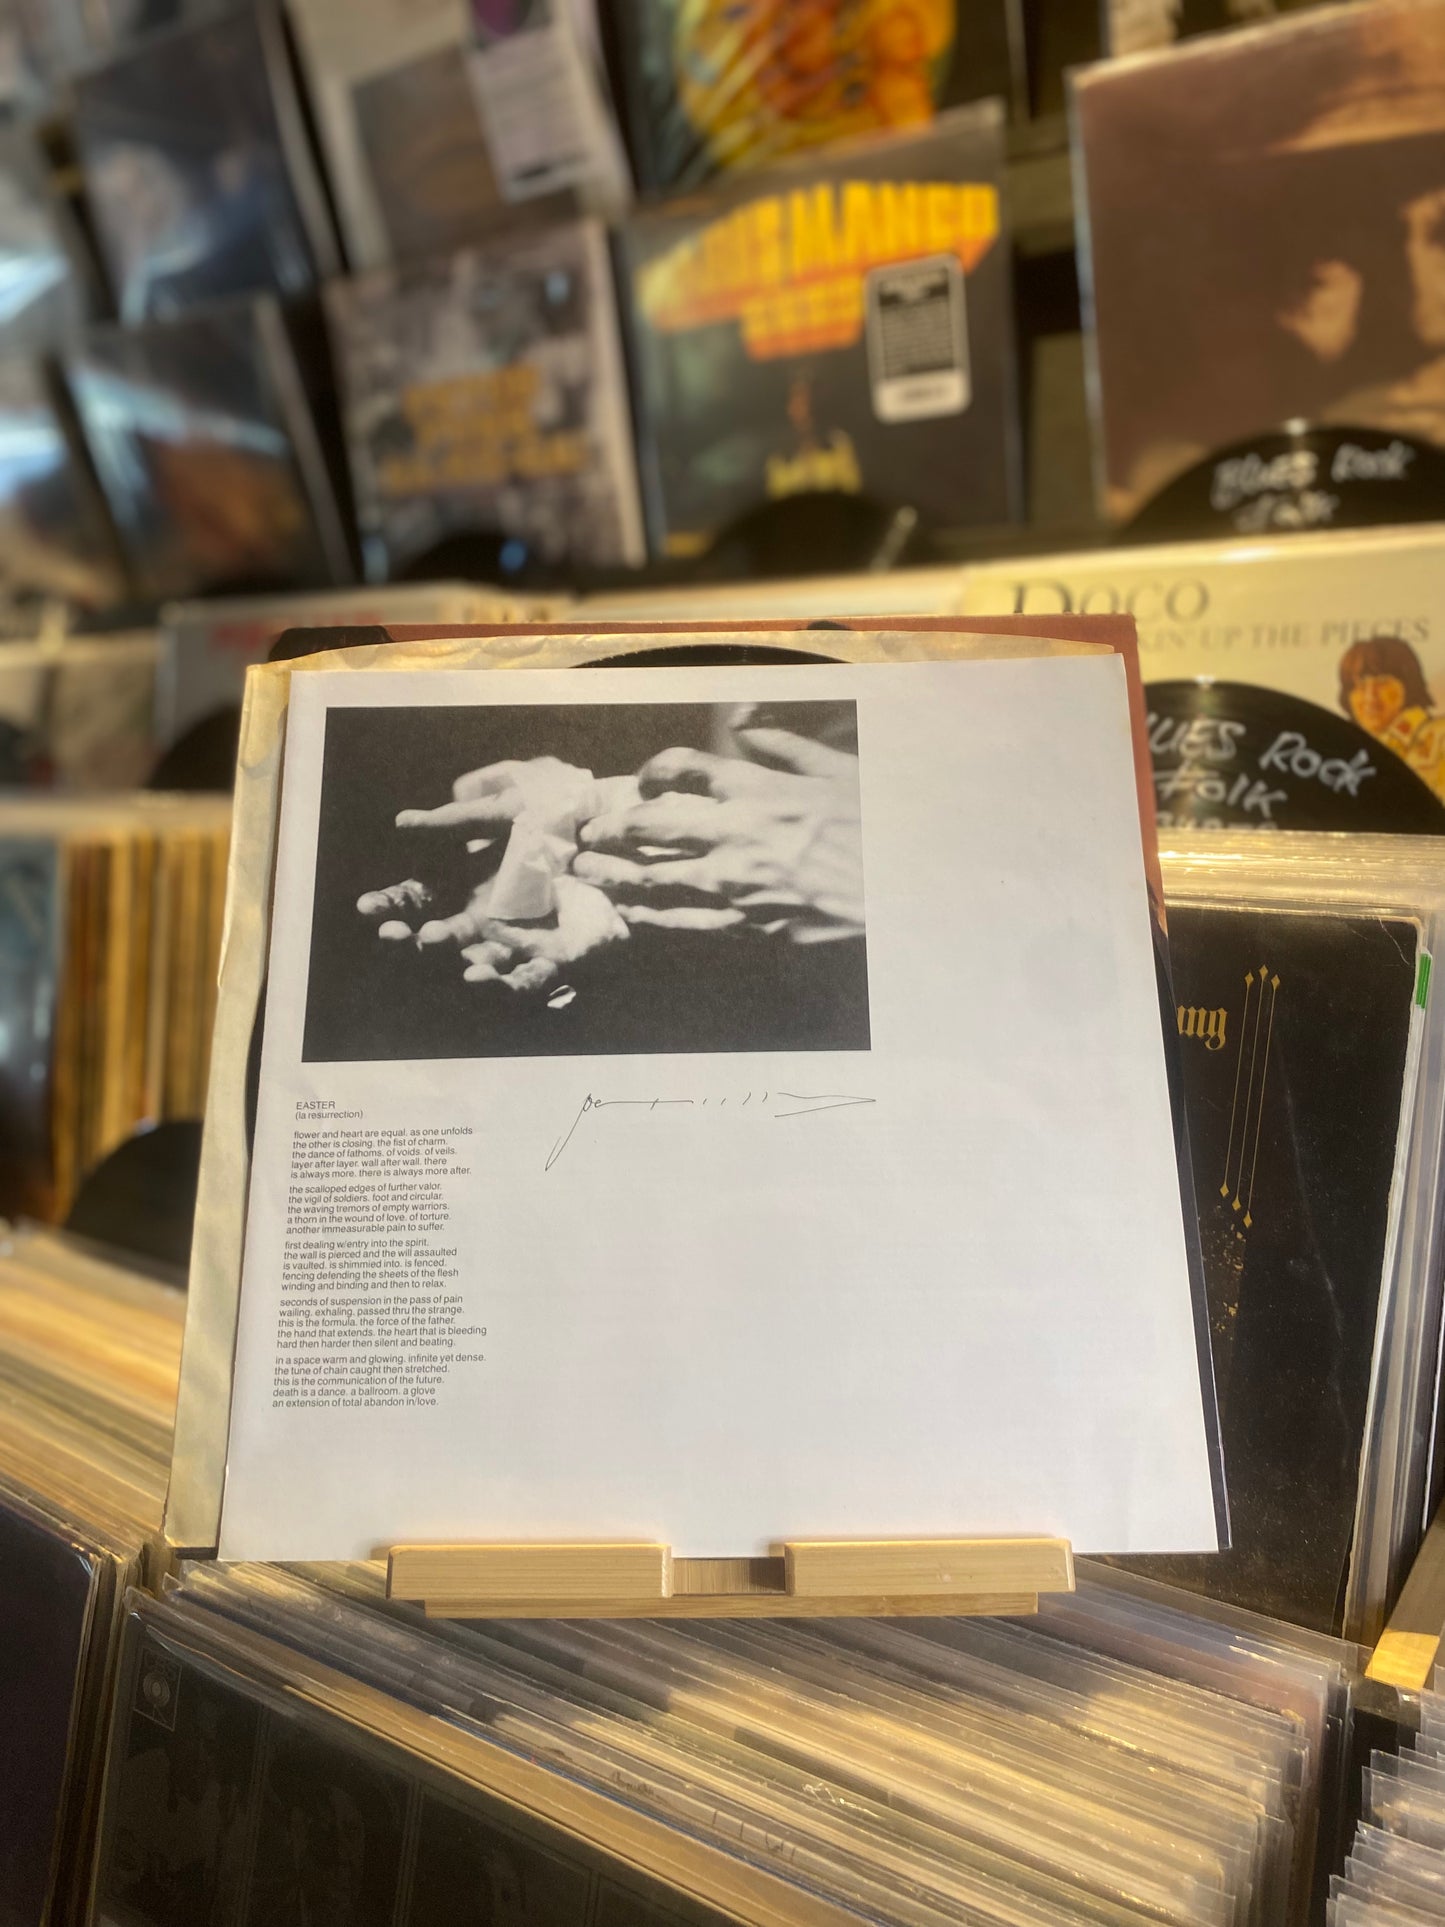 MANGO
BLUES Rock
Folk
DOCO
KIN' UP THE PIECES
LUES Rock
Folk
ung
EASTER
(la resurrection)
flower and heart are equal. as one unfolds
the other is closing. the fist of charm.
the dance of fathoms. of voids. of veils.
layer after layer. wall after wall. there
is always more. there is always more after.
the scalloped edges of further valor.
the vigil of soldiers. foot and circular.
the waving tremors of empty warriors.
a thorn in the wound of love. of torture.
another immeasurable pain to suffer.
first dealing w/entry into the spirit.
the wall is pierced and the will assaulted
is vaulted. is shimmied into. is fenced.
fencing defending the sheets of the flesh
winding and binding and then to relax.
seconds of suspension in the pass of pain
wailing. exhaling. passed thru the strange.
this is the formula. the force of the father.
the hand that extends. the heart that is bleeding
hard then harder then silent and beating.
in a space warm and glowing. infinite yet dense.
the tune of chain caught then stretched.
this is the communication of the future.
death is a dance. a ballroom. a glove
an extension of total abandon in/love.